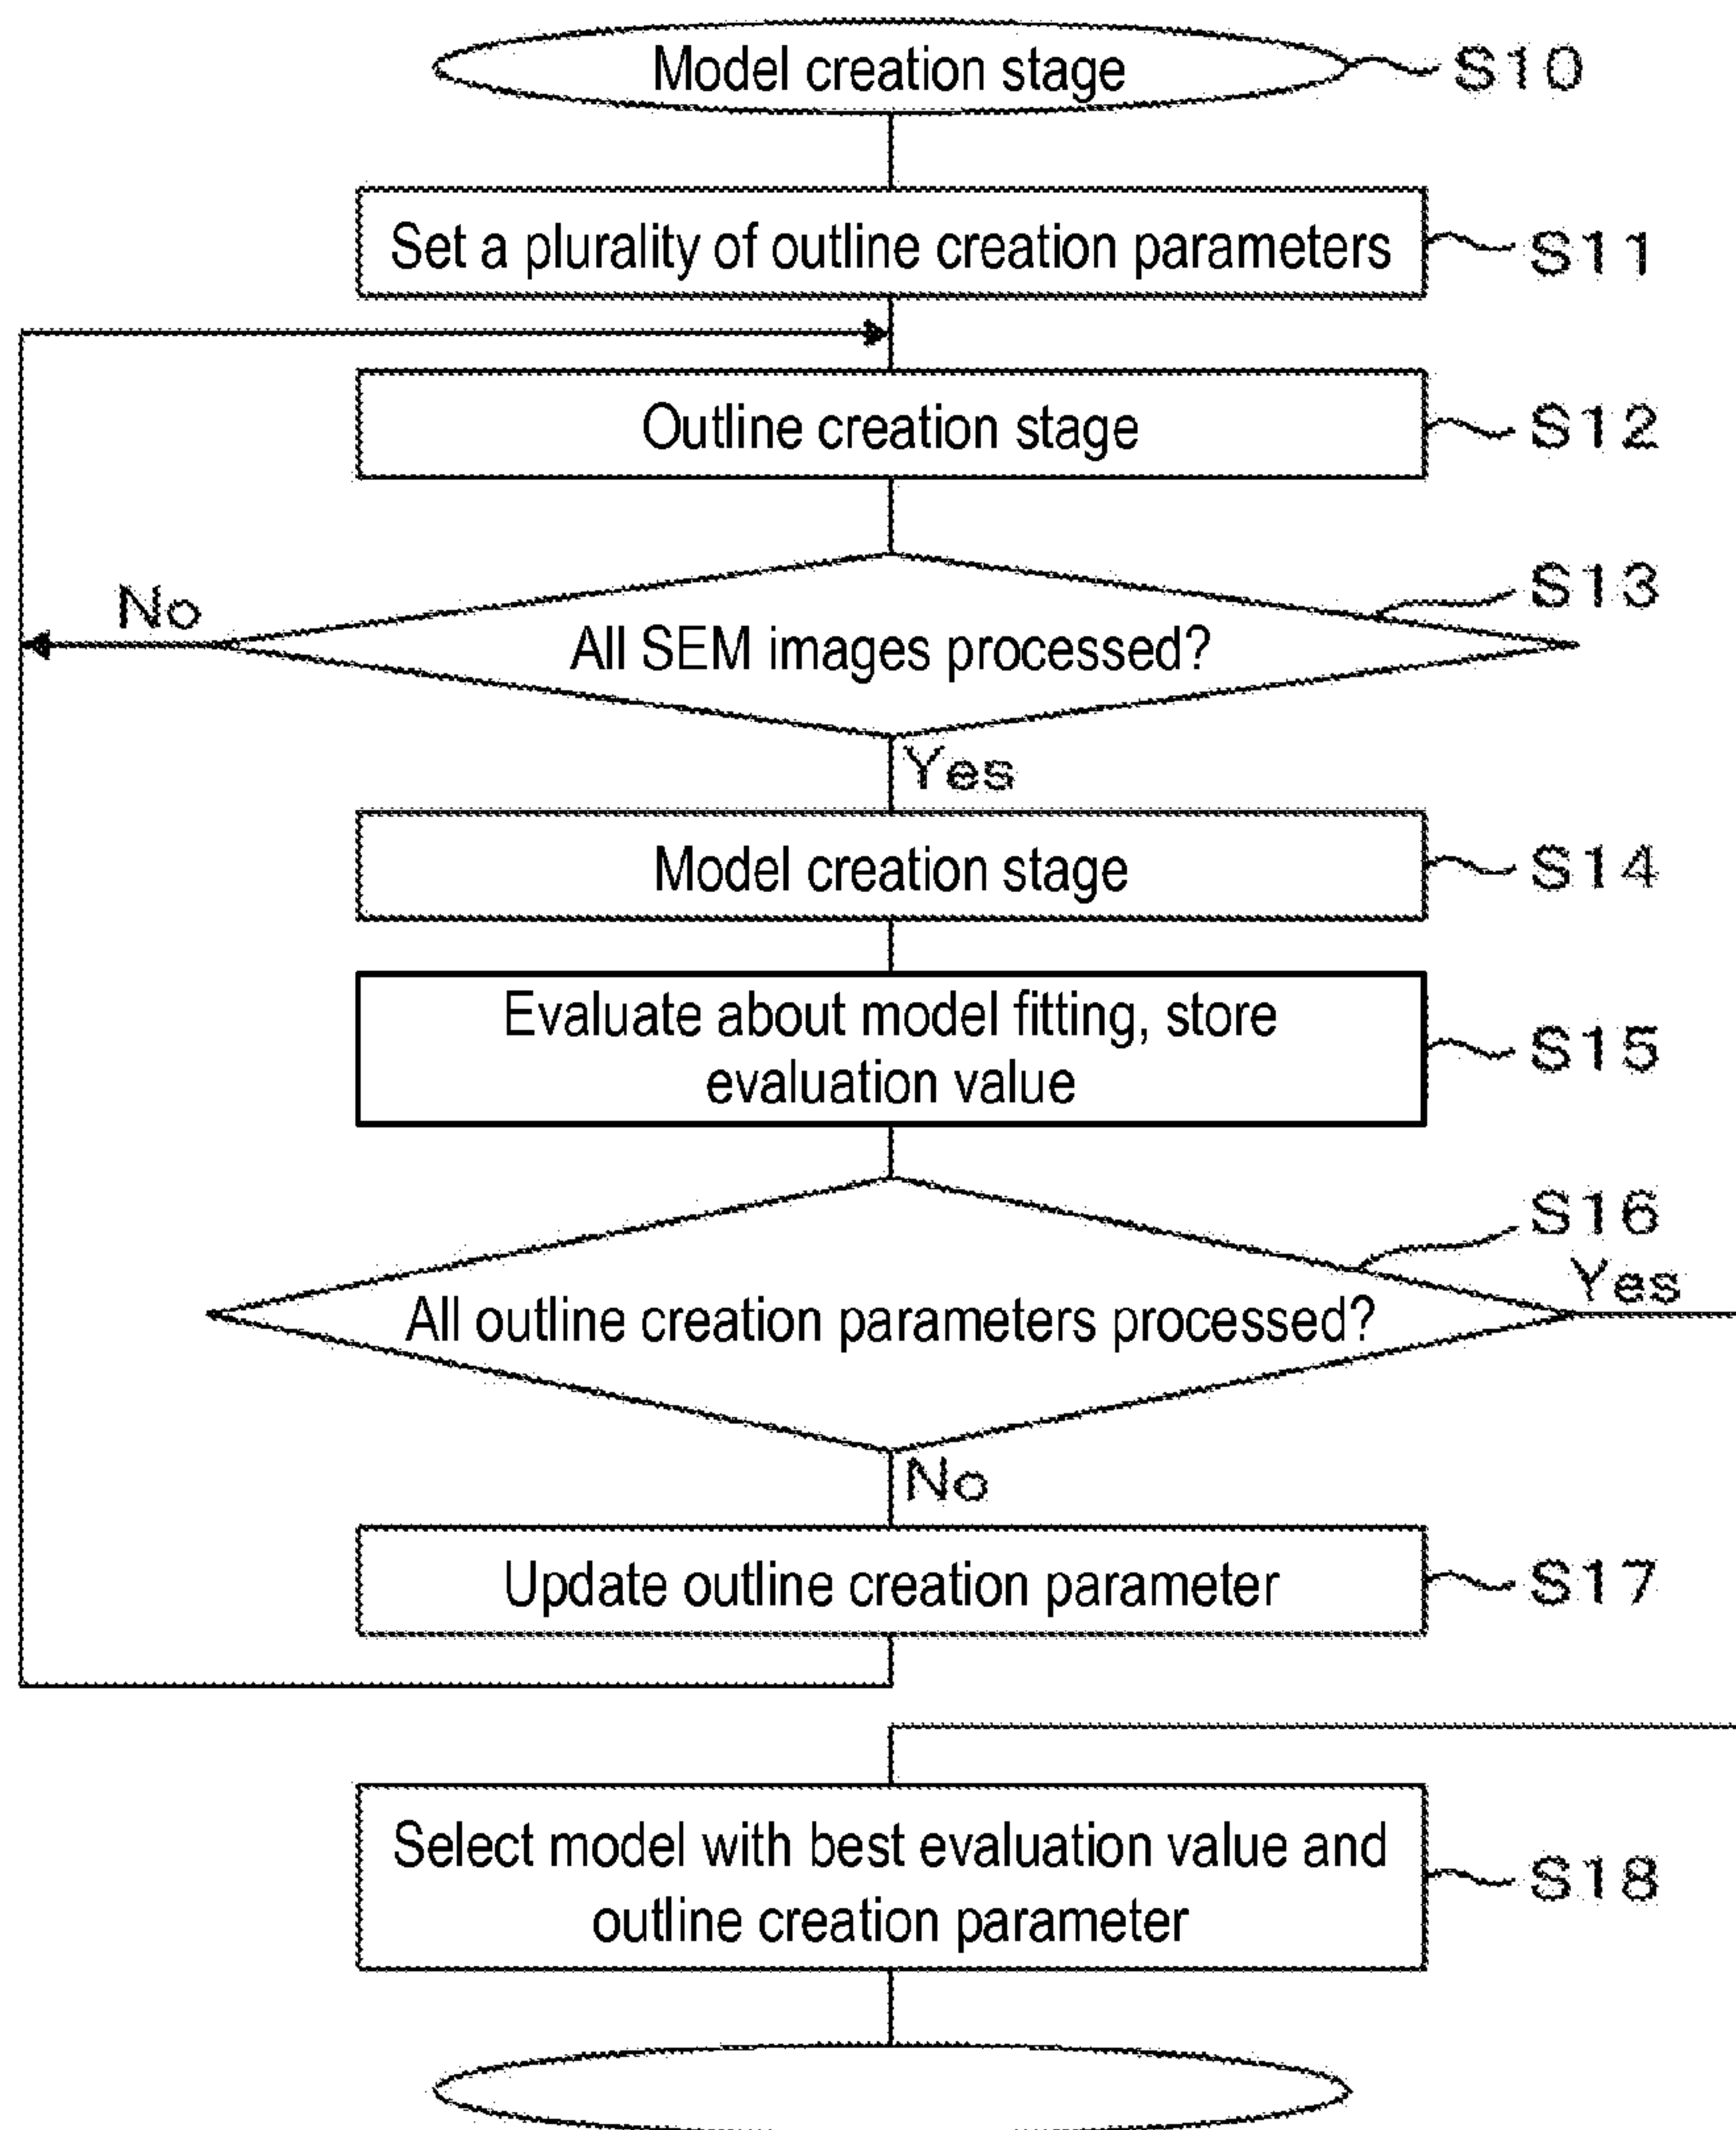 Model creation stage
S10
Set a plurality of outline creation parameters
S11
Outline creation stage
S12
S13
No
All SEM images processed?
Yes
Model creation stage
S14
Evaluate about model fitting, store
evaluation value
S15
S16
Yes
All outline creation parameters processed?
No
Update outline creation parameter
S17
Select model with best evaluation value and
outline creation parameter
S18